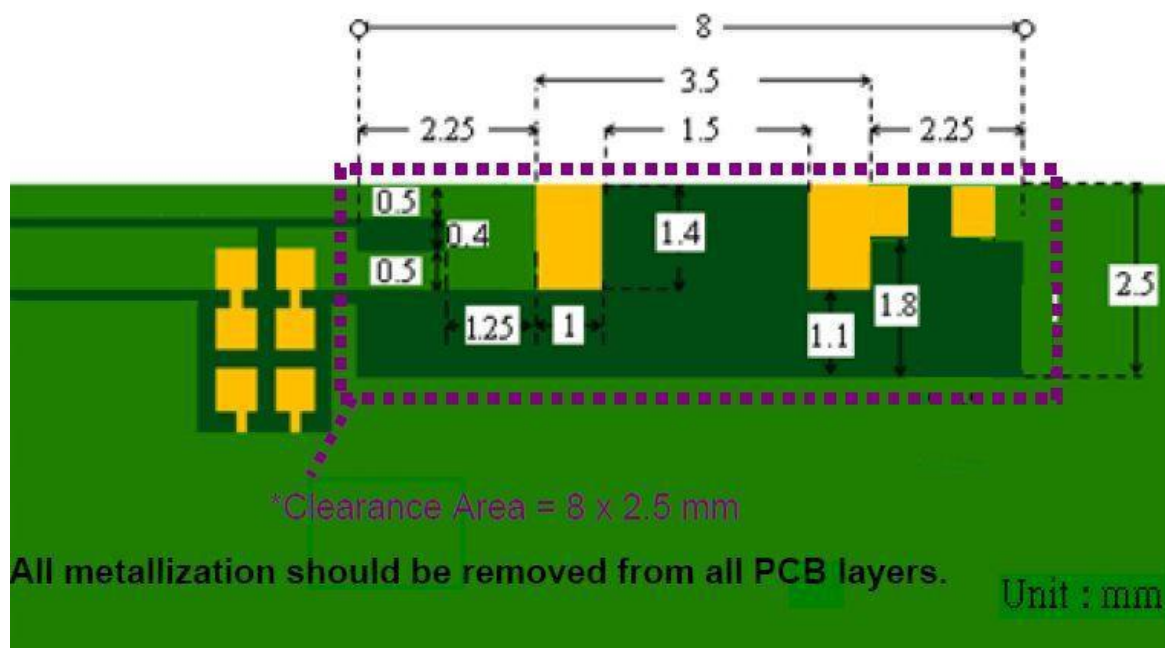 8
3.5
2.25 1.5 2.25
0.5
0.4 1.4
0.5 2.5
1.25 1 1.8
1.1
*Clearance Area = 8 x 2.5 mm
All metallization should be removed from all PCB layers.
Unit : mm